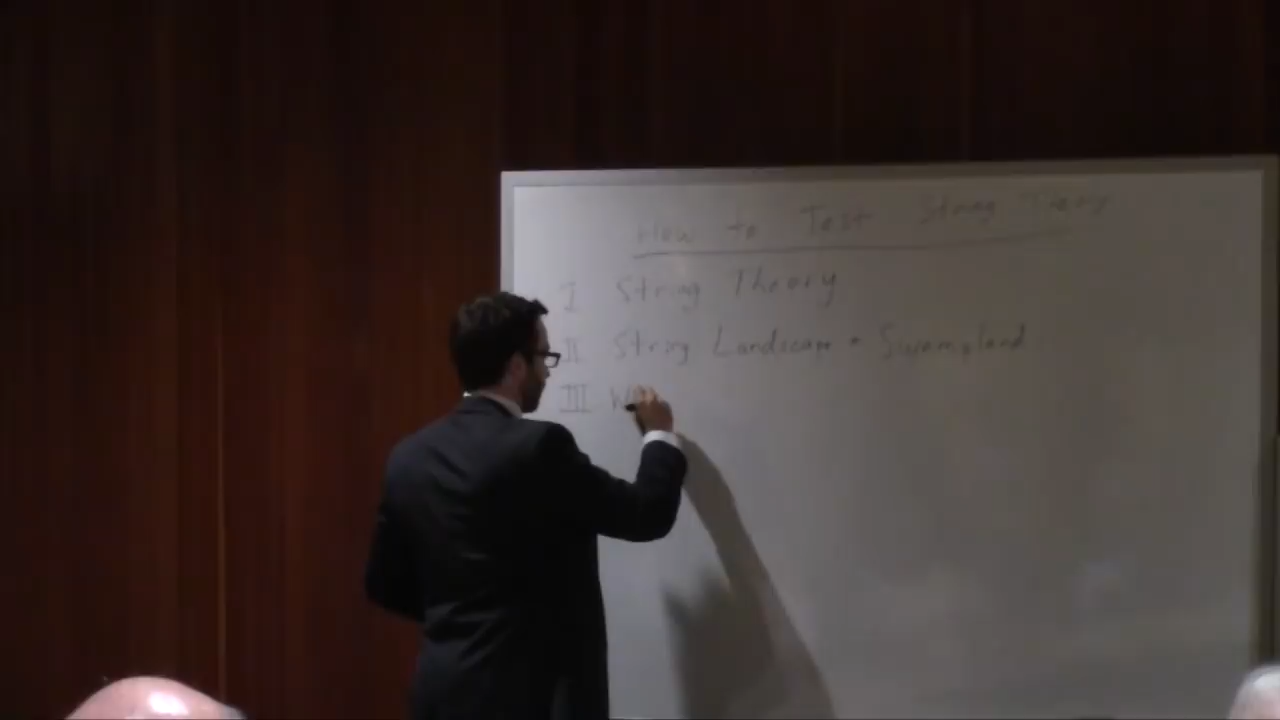 How to Test String Theory
I String Theory
II String Landscape - Swampland
III